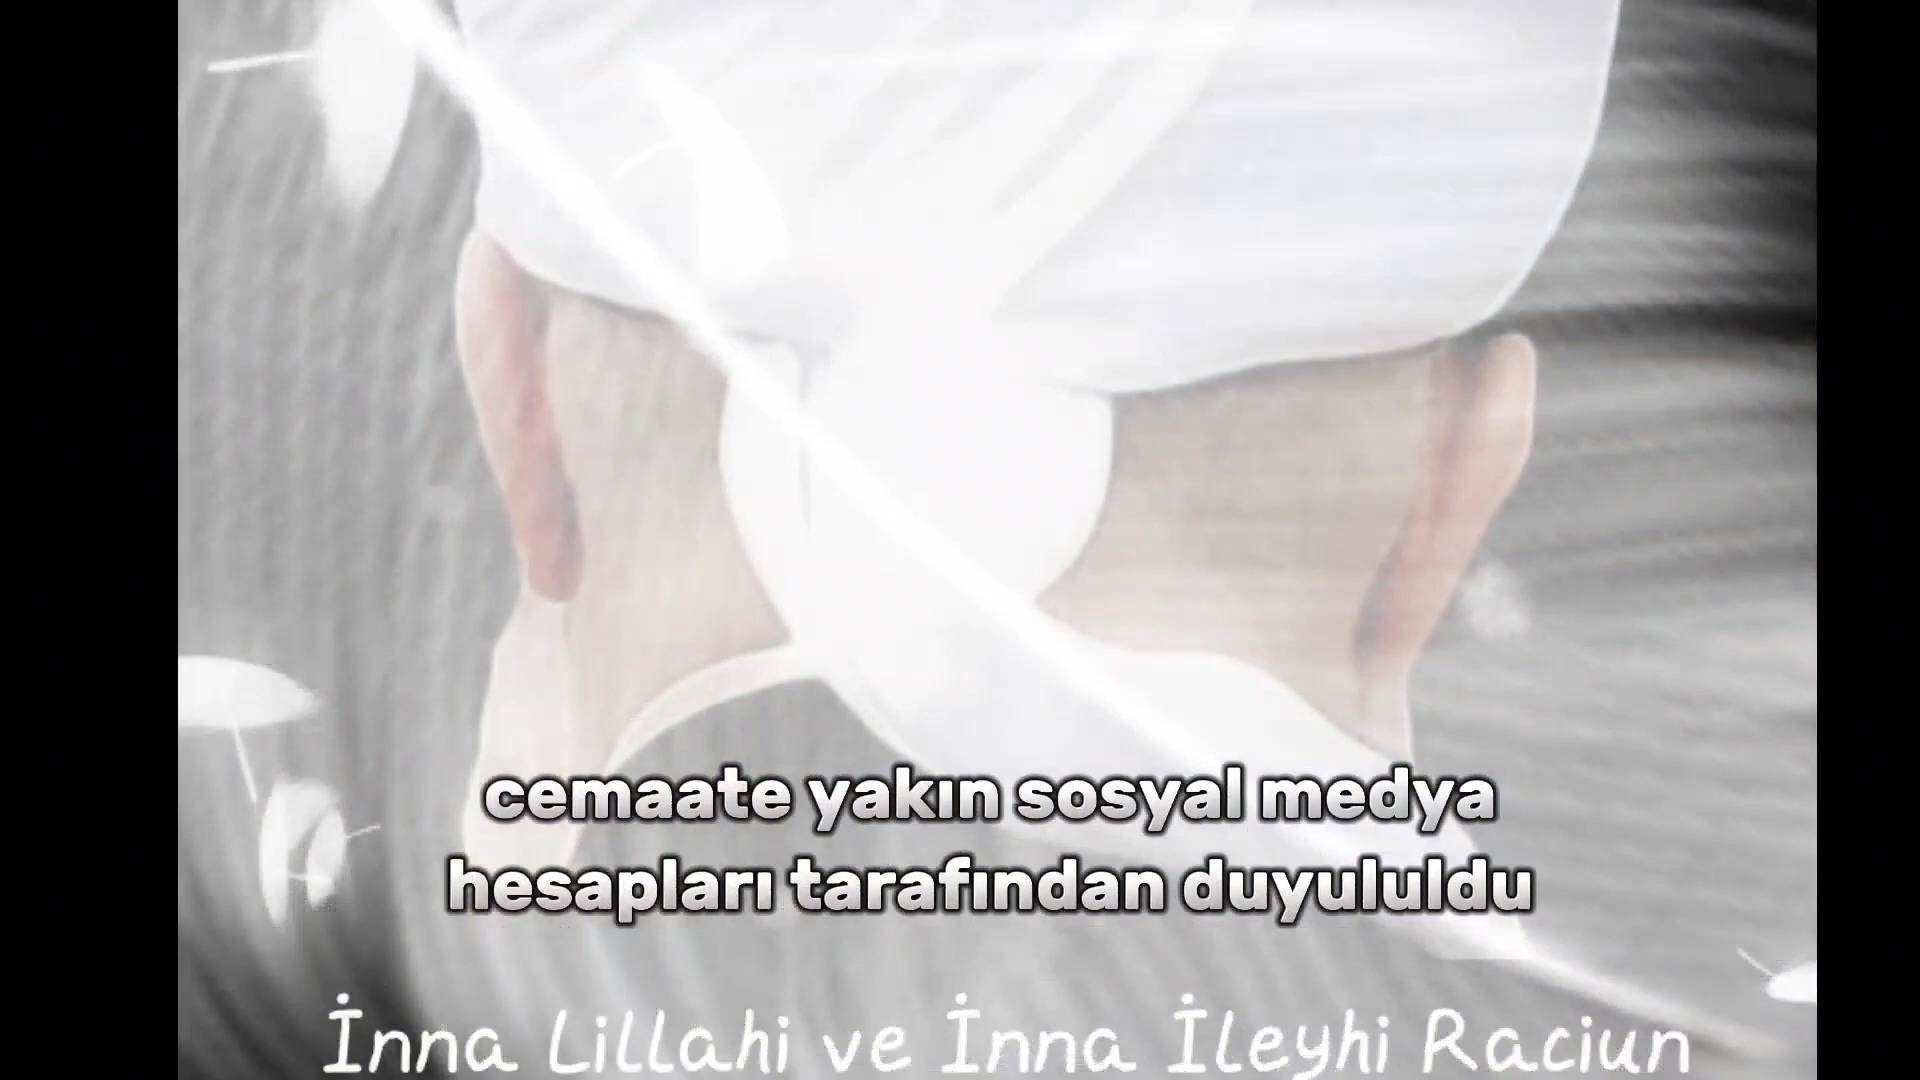 cemaate yakın sosyal medya
hesapları tarafından duyululdu
İnna Lillahi ve İnna İleyhi Raciun